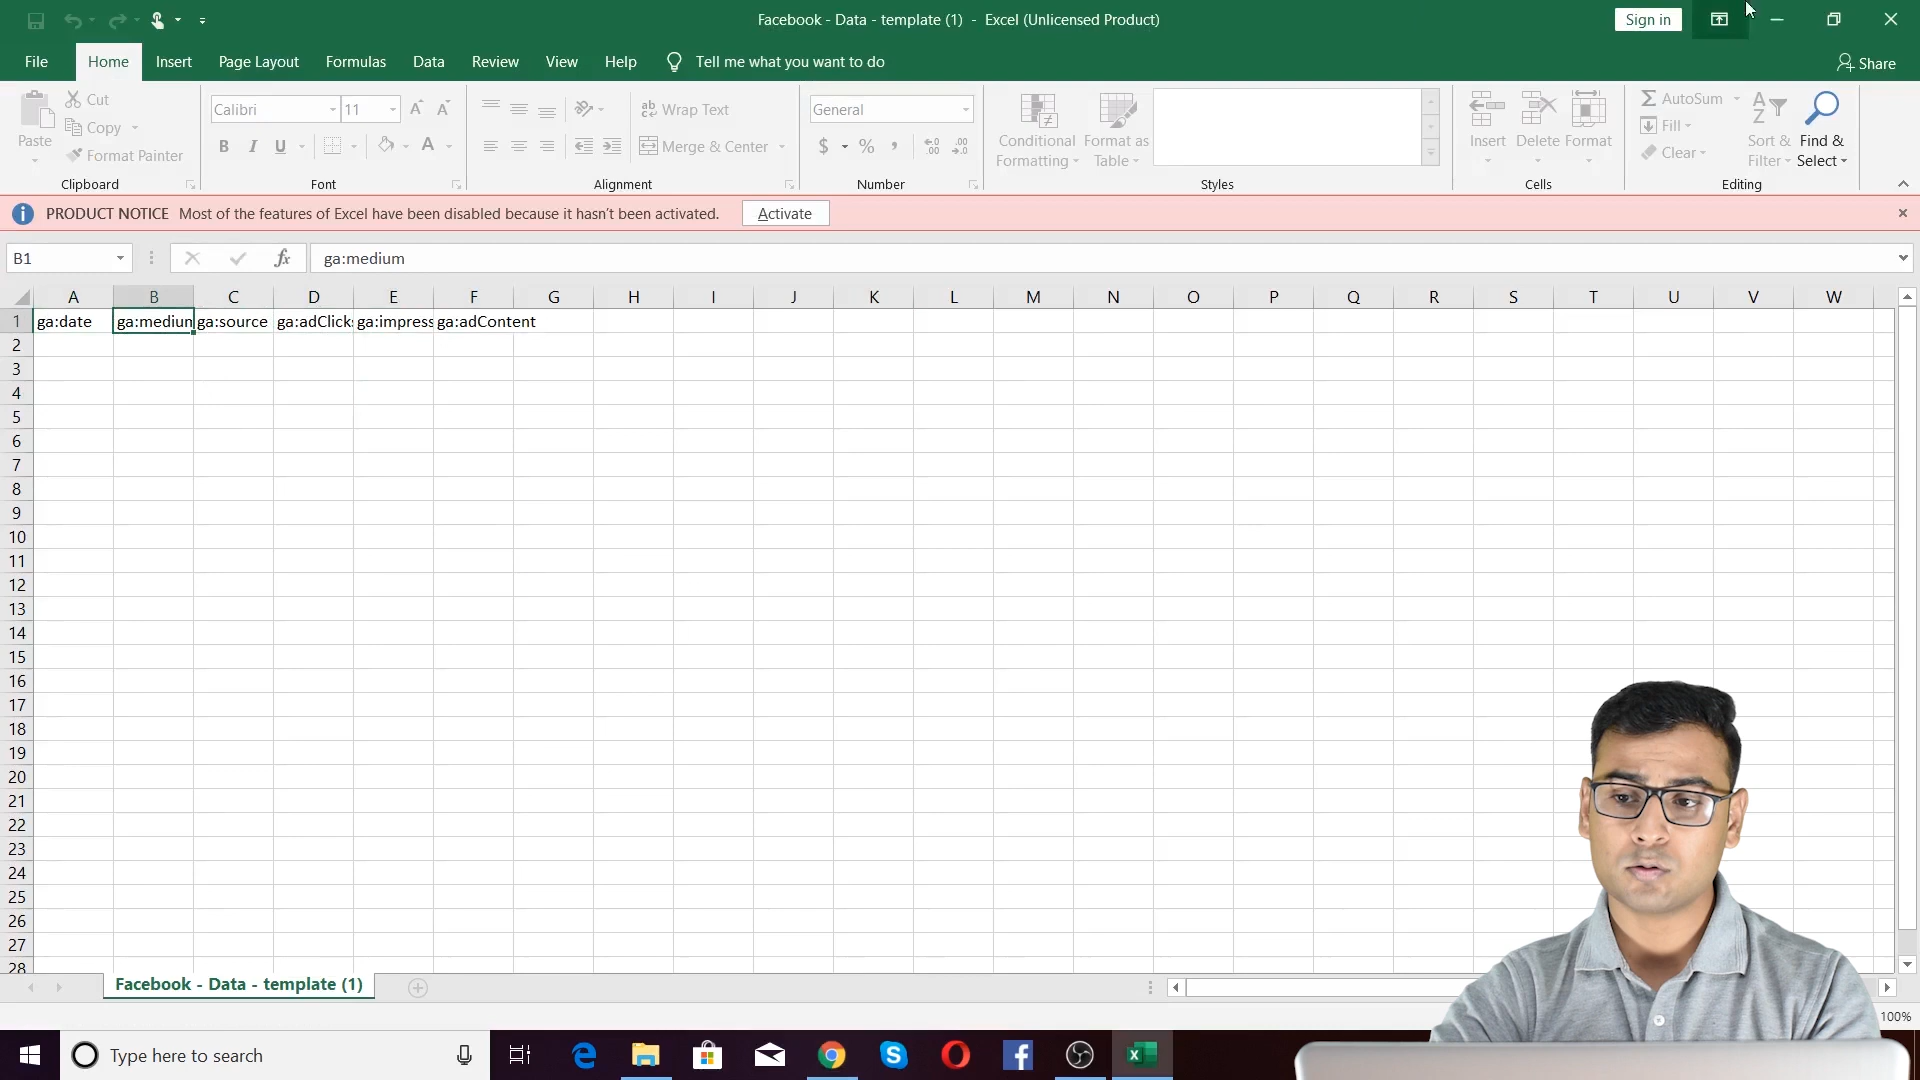 Facebook - Data - template (1) - Excel (Unlicensed Product)
Sign in
File Home Insert Page Layout Formulas Data Review View Help Tell me what you want to do Share
Paste
Cut
Copy
Format Painter
Clipboard
Calibri 11 A A
B I U A
Font
ab Wrap Text
Merge & Center
Alignment
General
$ % ,
Number
Conditional Formatting
Format as Table
Styles
Insert Delete Format
Cells
AutoSum
Fill
Clear
Sort & Filter
Find & Select
Editing
PRODUCT NOTICE Most of the features of Excel have been disabled because it hasn't been activated. Activate
B1 fx ga:medium
A B C D E F G H I J K L M N O P Q R S T U V W
1 ga:date ga:mediun ga:source ga:adClick ga:impress ga:adContent
2
3
4
5
6
7
8
9
10
11
12
13
14
15
16
17
18
19
20
21
22
23
24
25
26
27
28
Facebook - Data - template (1)
100%
Type here to search